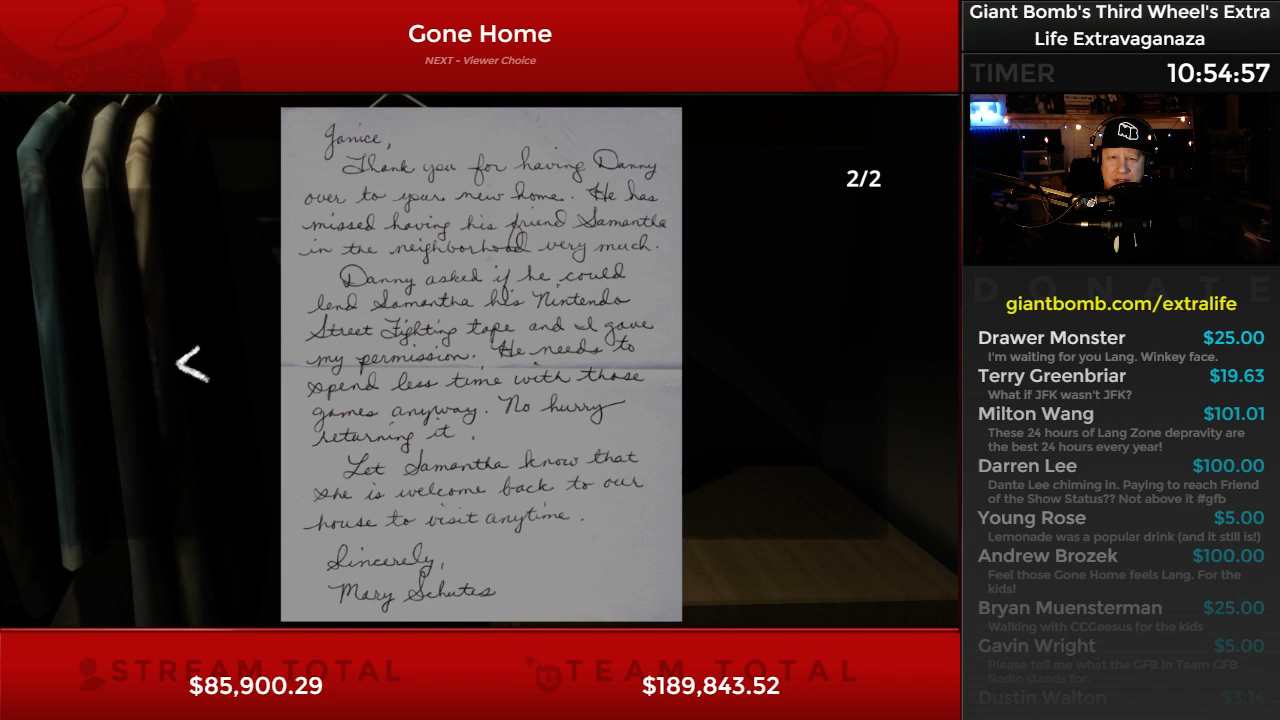 Gone Home
NEXT - Viewer Choice
Giant Bomb's Third Wheel's Extra
Life Extravaganaza
TIMER
10:54:57
2/2
Janice,
Thank you for having Danny
over to your new home. He has
missed having his friend Samantha
in the neighborhood very much.
Danny asked if he could
lend Samantha his Nintendo
Street Fighting tape and I gave
my permission. He needs to
spend less time with those
games anyway. No hurry
returning it.
Let Samantha know that
she is welcome back to our
house to visit anytime.
Sincerely,
Mary Schutes
DONATE
giantbomb.com/extralife
Drawer Monster $25.00
I'm waiting for you Lang. Winkey face.
Terry Greenbriar $19.63
What if JFK wasn't JFK?
Milton Wang $101.01
These 24 hours of Lang Zone depravity are
the best 24 hours every year!
Darren Lee $100.00
Dante Lee chiming in. Paying to reach Friend
of the Show Status?? Not above it #gfb
Young Rose $5.00
Lemonade was a popular drink (and it still is!)
Andrew Brozek $100.00
Feel those Gone Home feels Lang. For the
kids!
Bryan Muensterman $25.00
Walking with CCGeesus for the kids
Gavin Wright $5.00
Please tell me what the GFB in Team GFB
Radio stands for.
Dustin Walton $3.14
STREAM TOTAL
$85,900.29
TEAM TOTAL
$189,843.52